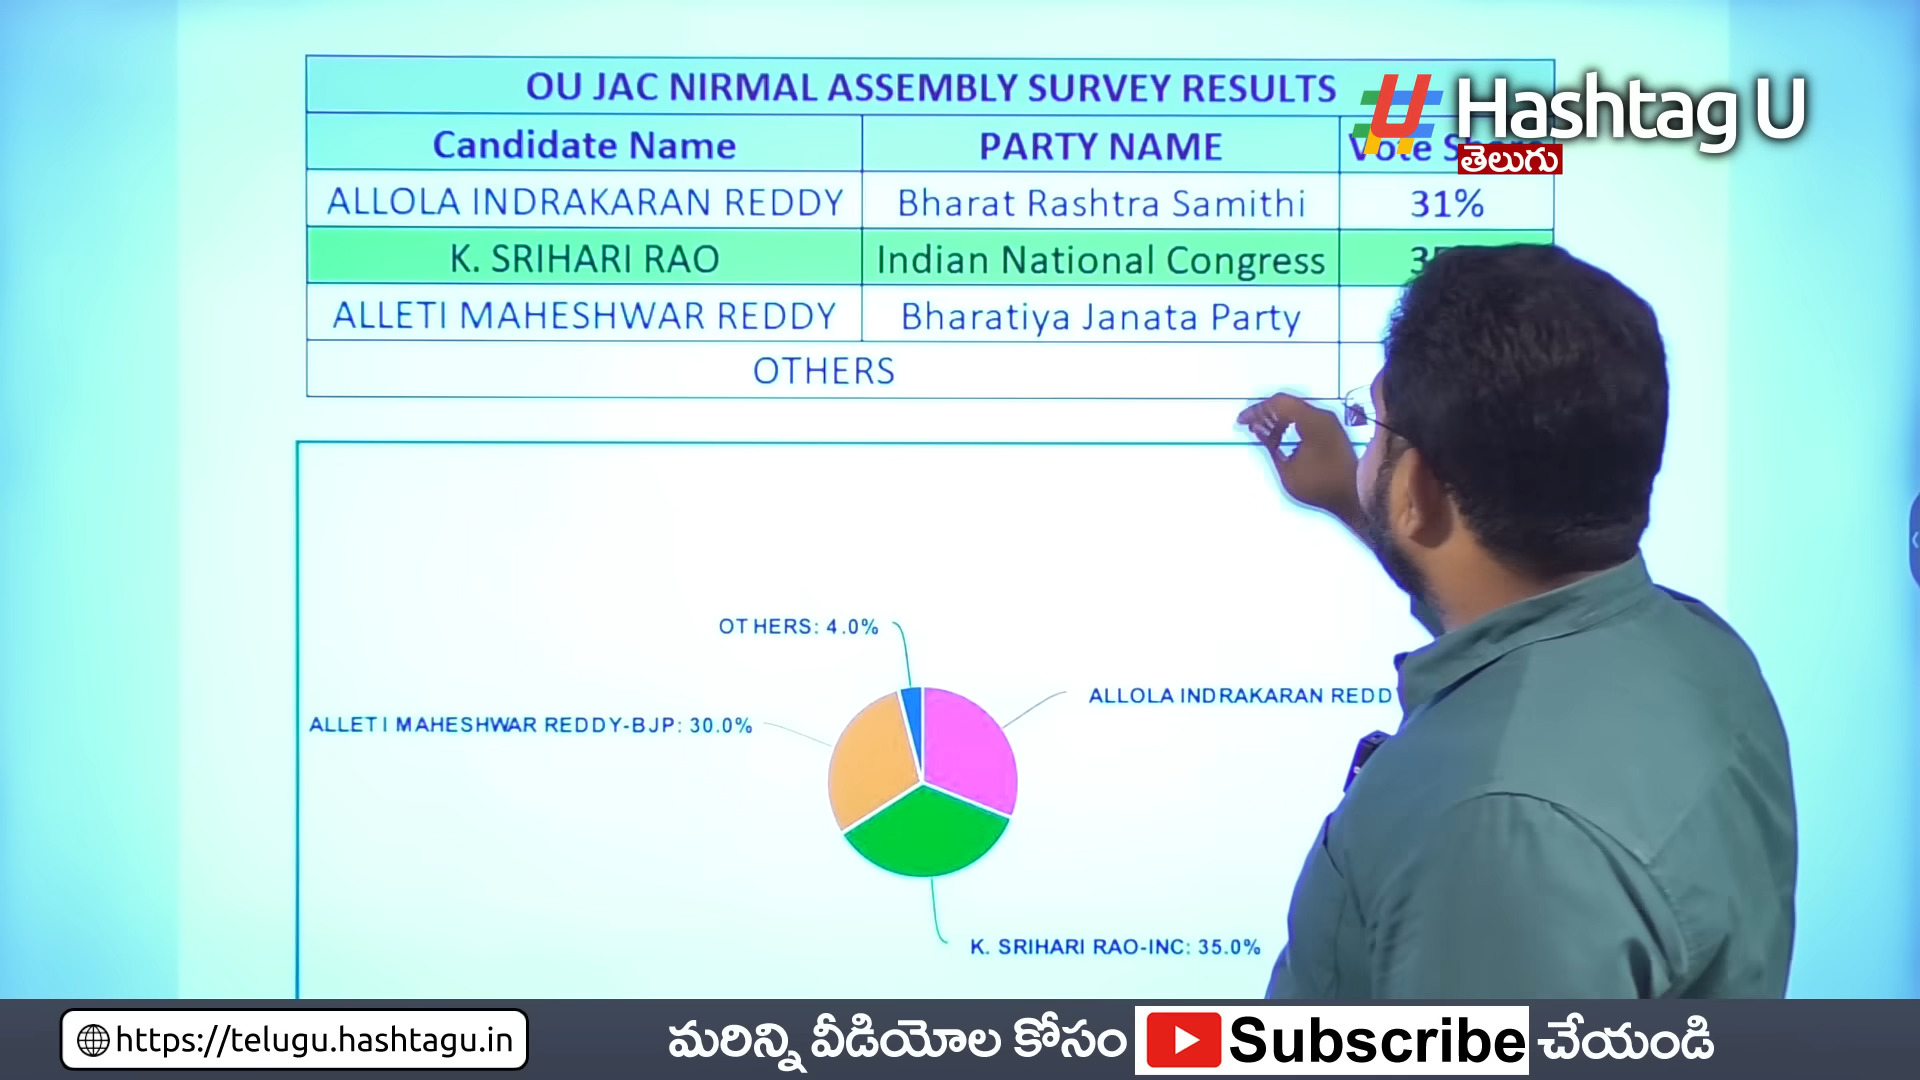 OU JAC NIRMAL ASSEMBLY SURVEY RESULTS
Hashtag U
తెలుగు
Candidate Name PARTY NAME Vote
ALLOLA INDRAKARAN REDDY Bharat Rashtra Samithi 31%
K. SRIHARI RAO Indian National Congress
ALLETI MAHESHWAR REDDY Bharatiya Janata Party
OTHERS
OTHERS: 4.0%
ALLOLA INDRAKARAN REDD
ALLETI MAHESHWAR REDDY-BJP: 30.0%
K. SRIHARI RAO-INC: 35.0%
https://telugu.hashtagu.in మరిన్ని వీడియోల కోసం Subscribe చేయండి